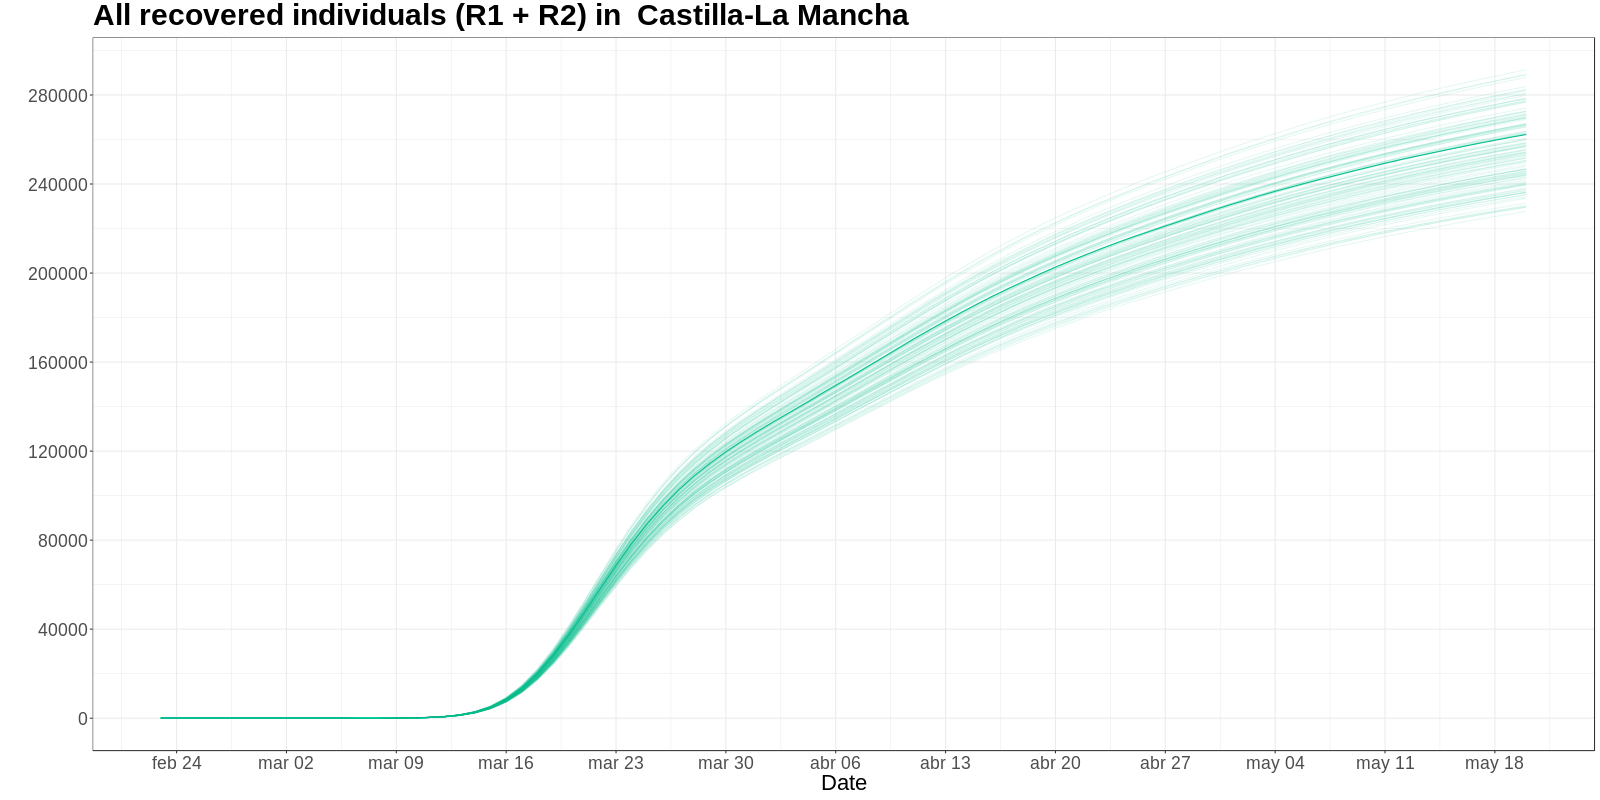 All recovered individuals (R1 + R2) in  Castilla-La Mancha
280000
240000
200000
160000
120000
80000
40000
0
feb 24 mar 02 mar 09 mar 16 mar 23 mar 30 abr 06 abr 13 abr 20 abr 27 may 04 may 11 may 18
Date